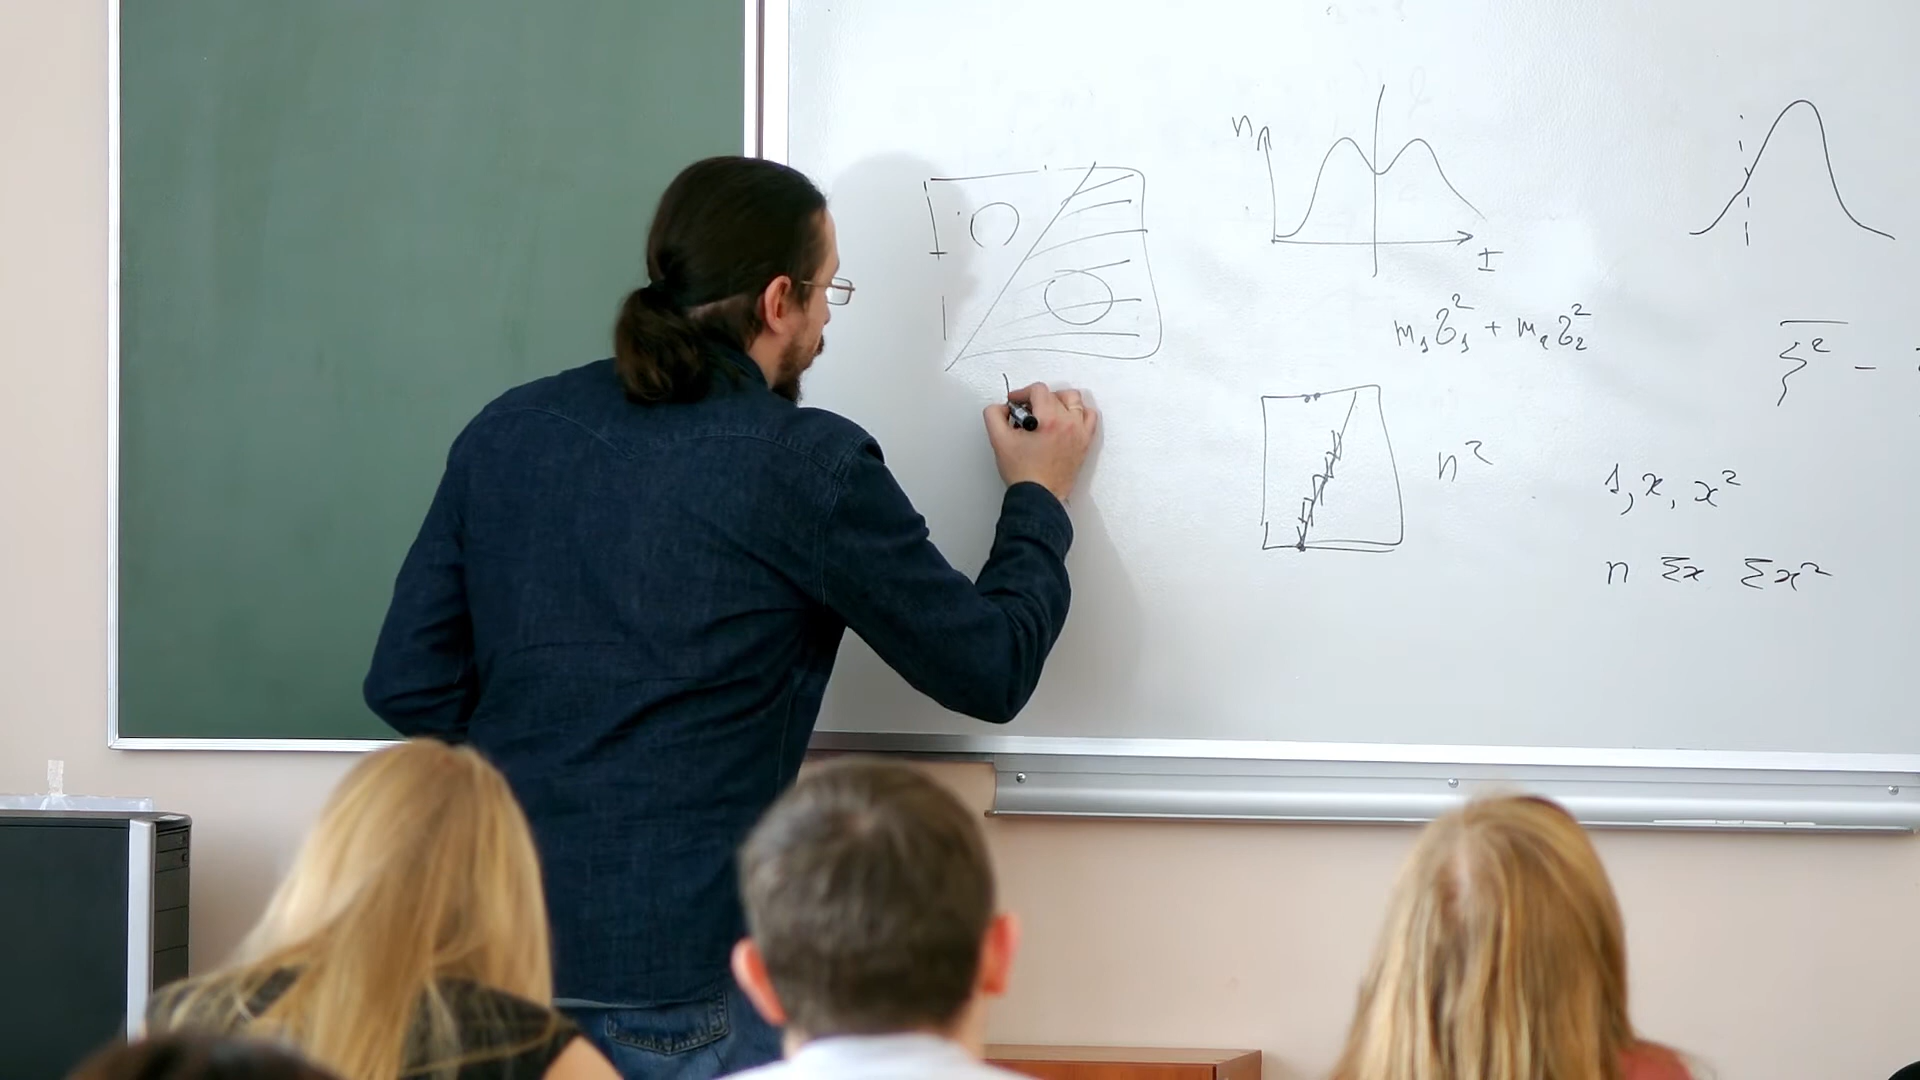 n
I
m₁σ₁² + m₂σ₂²
ξ² –
n²
1, x, x²
n Σx Σx²